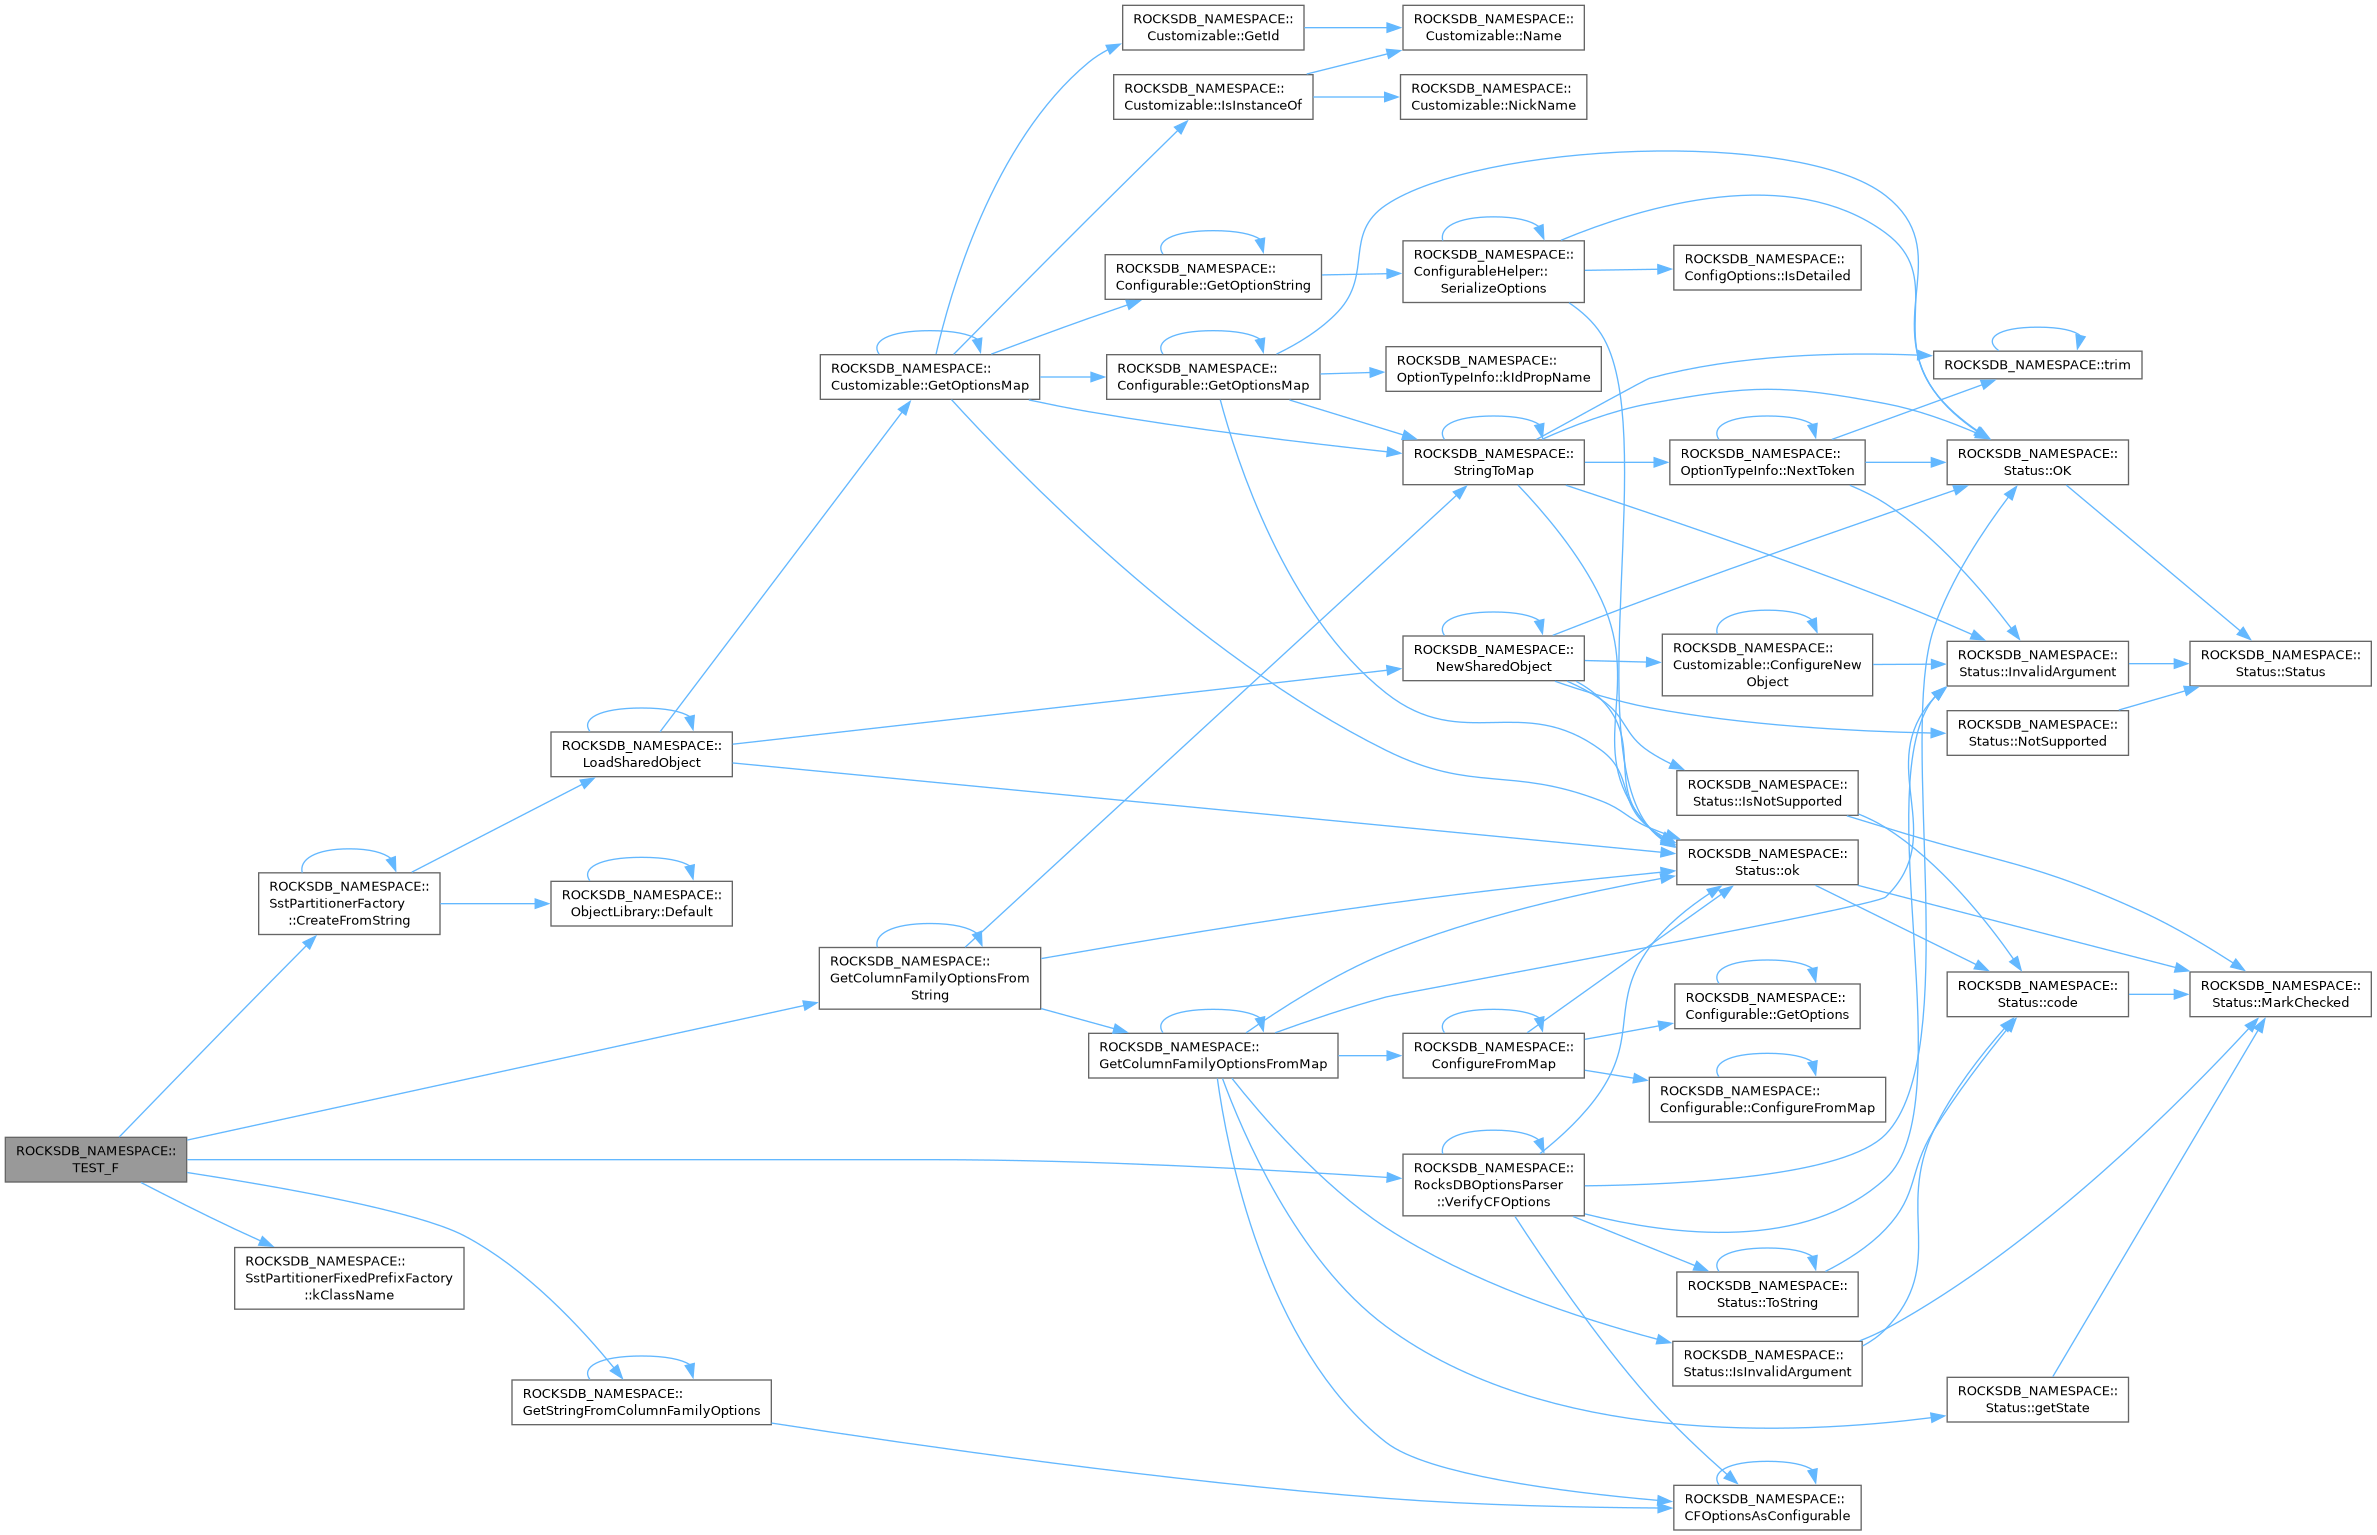 ROCKSDB_NAMESPACE::
TEST_F
ROCKSDB_NAMESPACE::
SstPartitionerFactory
::CreateFromString
ROCKSDB_NAMESPACE::
SstPartitionerFixedPrefixFactory
::kClassName
ROCKSDB_NAMESPACE::
LoadSharedObject
ROCKSDB_NAMESPACE::
ObjectLibrary::Default
ROCKSDB_NAMESPACE::
GetStringFromColumnFamilyOptions
ROCKSDB_NAMESPACE::
Customizable::GetOptionsMap
ROCKSDB_NAMESPACE::
GetColumnFamilyOptionsFrom
String
ROCKSDB_NAMESPACE::
Customizable::GetId
ROCKSDB_NAMESPACE::
Customizable::IsInstanceOf
ROCKSDB_NAMESPACE::
Configurable::GetOptionString
ROCKSDB_NAMESPACE::
Configurable::GetOptionsMap
ROCKSDB_NAMESPACE::
GetColumnFamilyOptionsFromMap
ROCKSDB_NAMESPACE::
Customizable::Name
ROCKSDB_NAMESPACE::
Customizable::NickName
ROCKSDB_NAMESPACE::
ConfigurableHelper::
SerializeOptions
ROCKSDB_NAMESPACE::
OptionTypeInfo::kIdPropName
ROCKSDB_NAMESPACE::
StringToMap
ROCKSDB_NAMESPACE::
NewSharedObject
ROCKSDB_NAMESPACE::
ConfigureFromMap
ROCKSDB_NAMESPACE::
RocksDBOptionsParser
::VerifyCFOptions
ROCKSDB_NAMESPACE::
ConfigOptions::IsDetailed
ROCKSDB_NAMESPACE::
OptionTypeInfo::NextToken
ROCKSDB_NAMESPACE::
Customizable::ConfigureNew
Object
ROCKSDB_NAMESPACE::
Status::IsNotSupported
ROCKSDB_NAMESPACE::
Status::ok
ROCKSDB_NAMESPACE::
Configurable::GetOptions
ROCKSDB_NAMESPACE::
Configurable::ConfigureFromMap
ROCKSDB_NAMESPACE::
Status::ToString
ROCKSDB_NAMESPACE::
Status::IsInvalidArgument
ROCKSDB_NAMESPACE::
CFOptionsAsConfigurable
ROCKSDB_NAMESPACE::trim
ROCKSDB_NAMESPACE::
Status::OK
ROCKSDB_NAMESPACE::
Status::InvalidArgument
ROCKSDB_NAMESPACE::
Status::NotSupported
ROCKSDB_NAMESPACE::
Status::code
ROCKSDB_NAMESPACE::
Status::getState
ROCKSDB_NAMESPACE::
Status::Status
ROCKSDB_NAMESPACE::
Status::MarkChecked